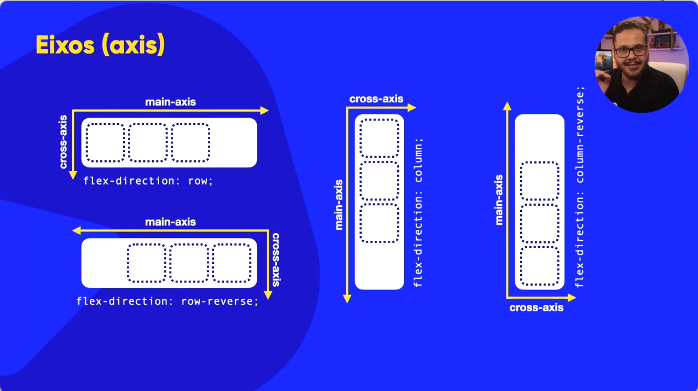 Eixos (axis)
main-axis
cross-axis
flex-direction: row;
main-axis
cross-axis
flex-direction: row-reverse;
cross-axis
main-axis
flex-direction: column;
main-axis
flex-direction: column-reverse;
cross-axis